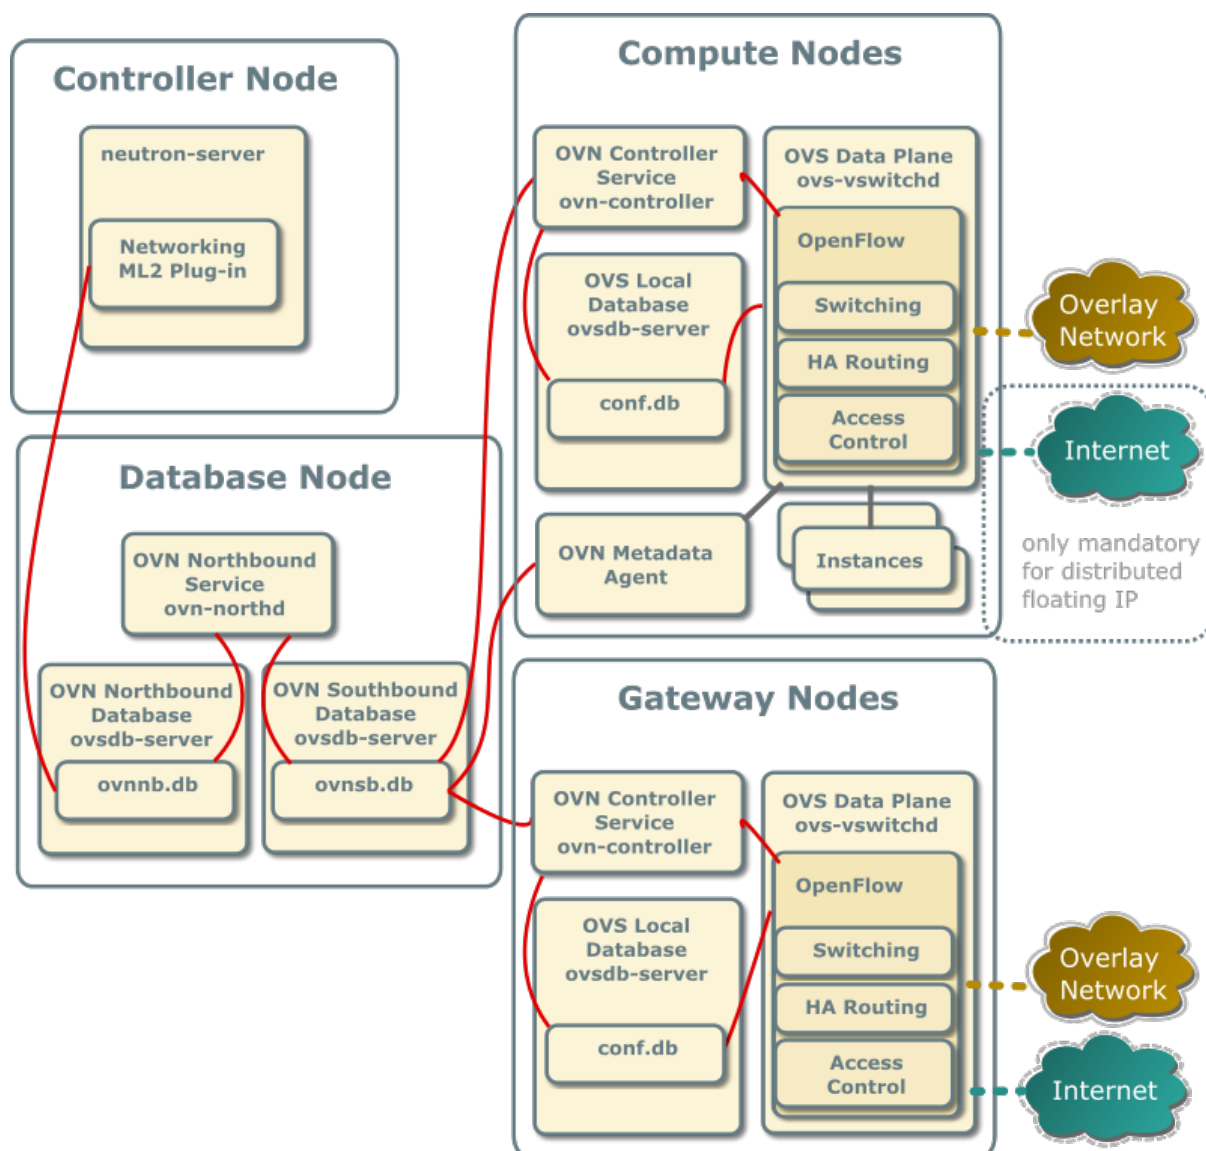 Controller Node
neutron-server
Networking
ML2 Plug-in
Database Node
OVN Northbound
Service
ovn-northd
OVN Northbound
Database
ovsdb-server
ovnnb.db
OVN Southbound
Database
ovsdb-server
ovnsb.db
Compute Nodes
OVN Controller
Service
ovn-controller
OVS Local
Database
ovsdb-server
conf.db
OVN Metadata
Agent
OVS Data Plane
ovs-vswitchd
OpenFlow
Switching
HA Routing
Access
Control
Instances
Overlay
Network
Internet
only mandatory
for distributed
floating IP
Gateway Nodes
OVN Controller
Service
ovn-controller
OVS Local
Database
ovsdb-server
conf.db
OVS Data Plane
ovs-vswitchd
OpenFlow
Switching
HA Routing
Access
Control
Overlay
Network
Internet